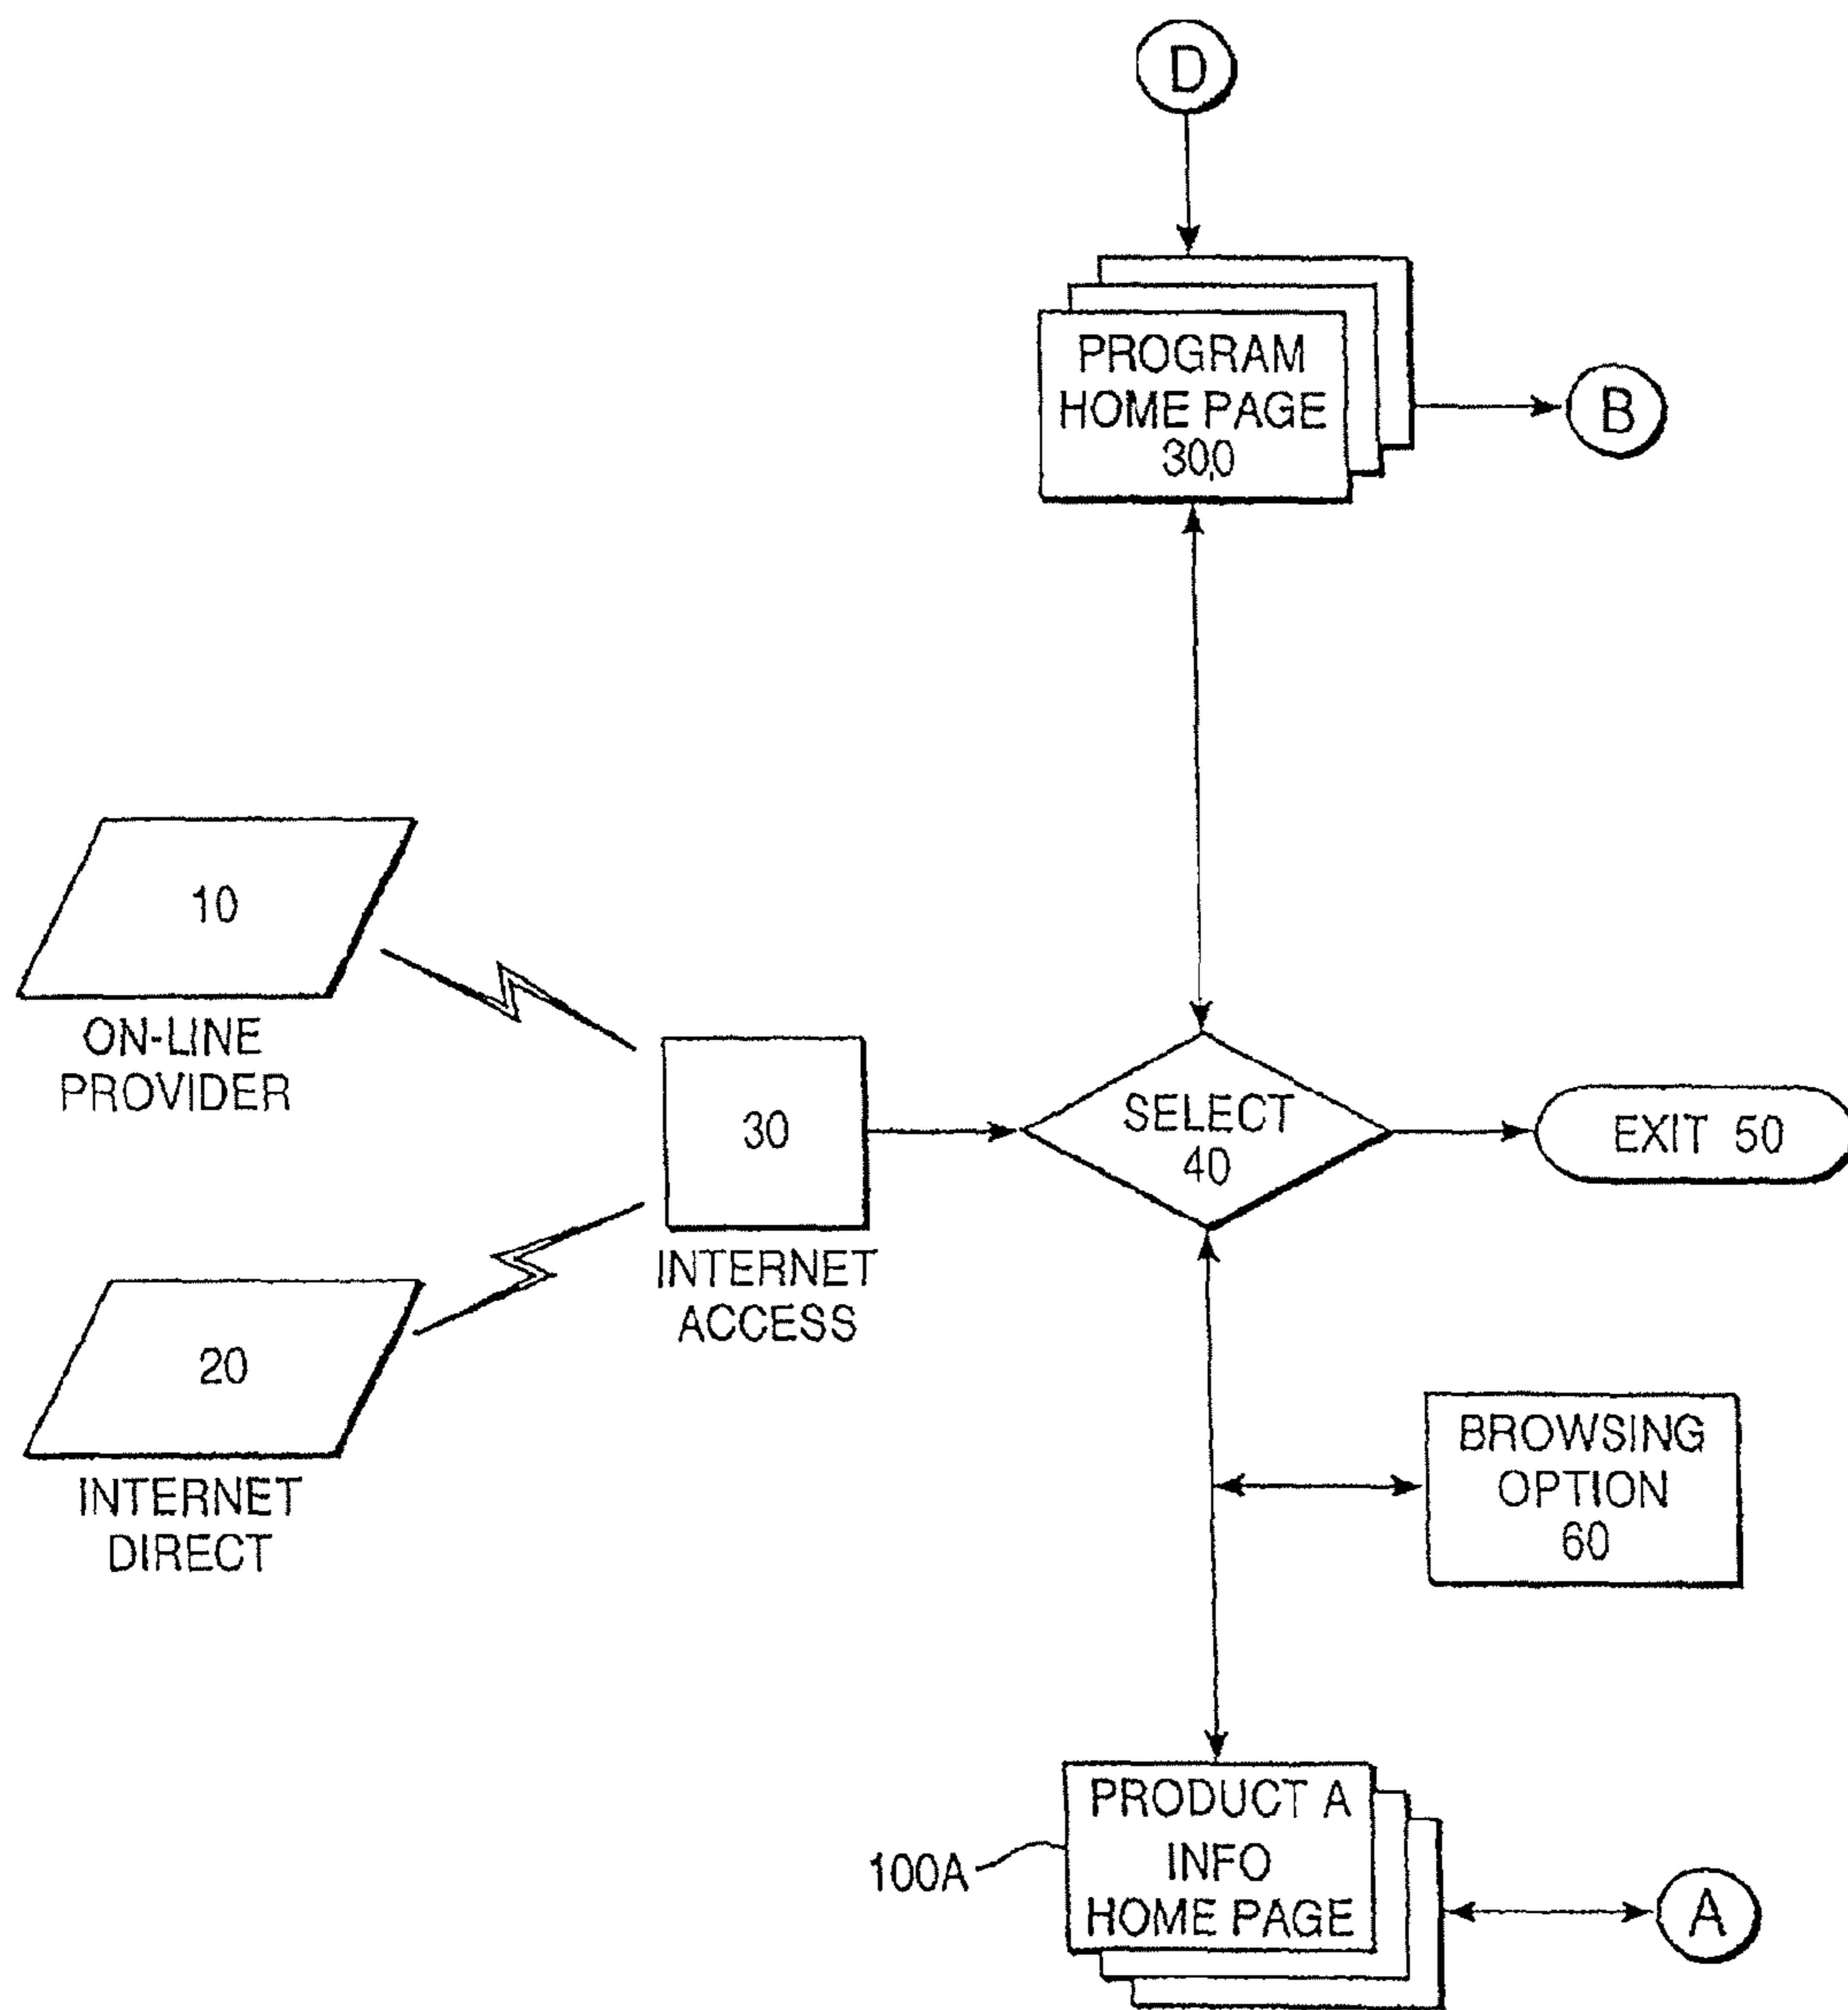 D
PROGRAM
HOME PAGE
300
B
10
ON-LINE
PROVIDER
30
INTERNET
ACCESS
SELECT
40
EXIT 50
20
INTERNET
DIRECT
BROWSING
OPTION
60
100A
PRODUCT A
INFO
HOME PAGE
A